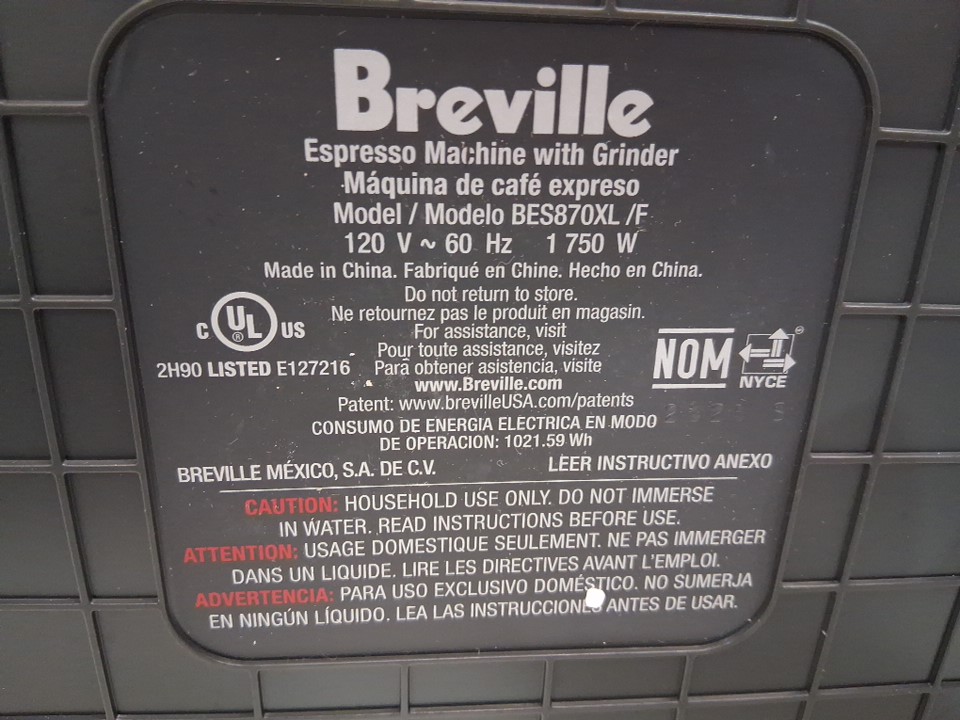 Breville
Espresso Machine with Grinder
Máquina de café expreso
Model / Modelo BES870XL /F
120 V ~ 60 Hz 1 750 W
Made in China. Fabriqué en Chine. Hecho en China.
Do not return to store.
Ne retournez pas le produit en magasin.
For assistance, visit
Pour toute assistance, visitez
Para obtener asistencia, visite
www.Breville.com
C UL ® US
2H90 LISTED E127216
NOM
NYCE
Patent: www.brevilleUSA.com/patents
CONSUMO DE ENERGIA ELECTRICA EN MODO
DE OPERACION: 1021.59 Wh
BREVILLE MÉXICO, S.A. DE C.V. LEER INSTRUCTIVO ANEXO
CAUTION: HOUSEHOLD USE ONLY. DO NOT IMMERSE
IN WATER. READ INSTRUCTIONS BEFORE USE.
ATTENTION: USAGE DOMESTIQUE SEULEMENT. NE PAS IMMERGER
DANS UN LIQUIDE. LIRE LES DIRECTIVES AVANT L'EMPLOI.
ADVERTENCIA: PARA USO EXCLUSIVO DOMÉSTICO. NO SUMERJA
EN NINGÚN LÍQUIDO. LEA LAS INSTRUCCIONES ANTES DE USAR.